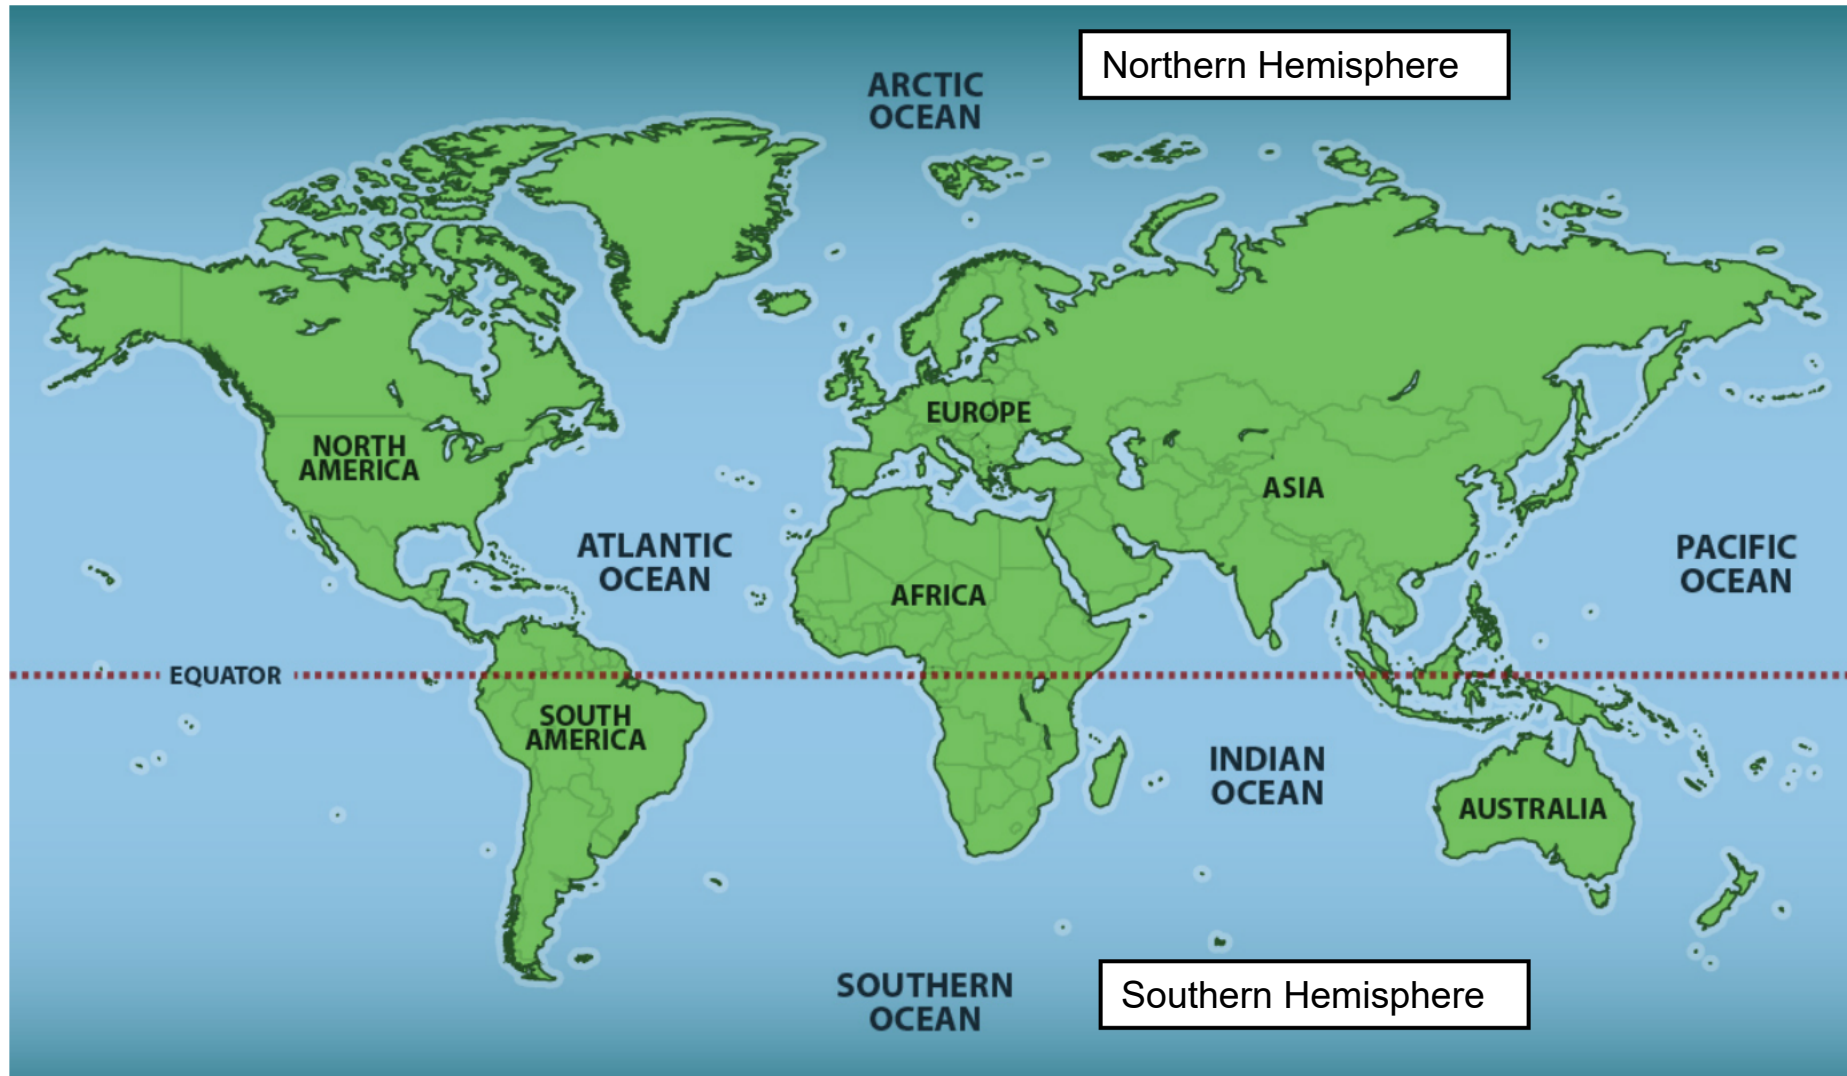 Northern Hemisphere
ARCTIC
OCEAN
EUROPE
NORTH
AMERICA
ASIA
ATLANTIC
OCEAN
PACIFIC
OCEAN
AFRICA
EQUATOR
SOUTH
AMERICA
INDIAN
OCEAN
AUSTRALIA
SOUTHERN
OCEAN
Southern Hemisphere